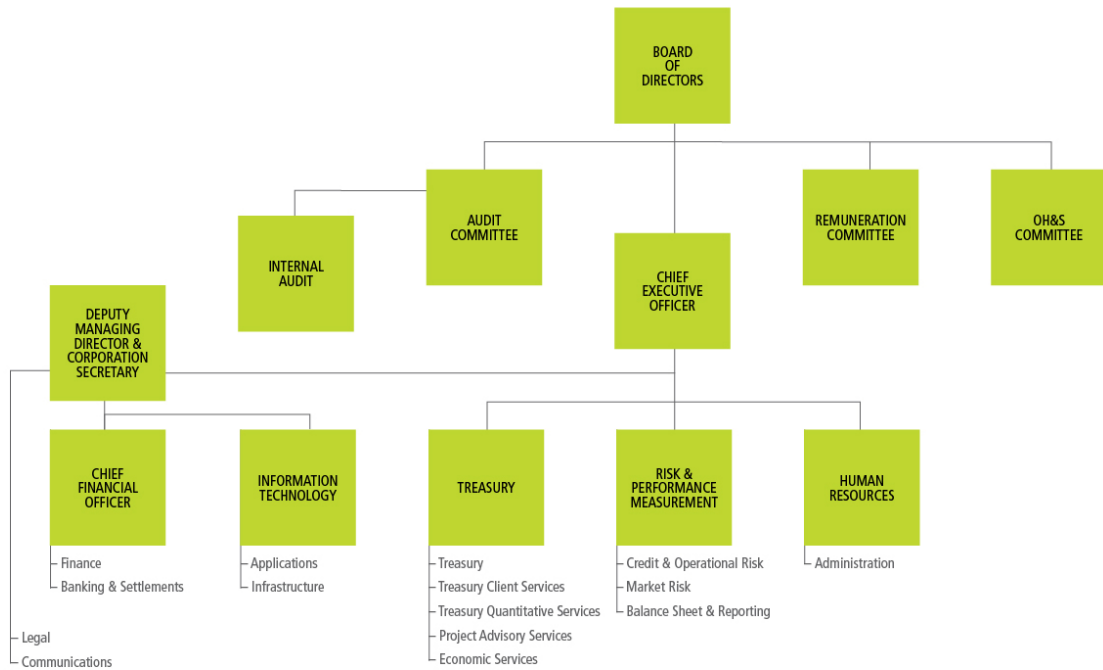 BOARD
OF
DIRECTORS
AUDIT
COMMITTEE
REMUNERATION
COMMITTEE
OH&S
COMMITTEE
INTERNAL
AUDIT
CHIEF
EXECUTIVE
OFFICER
DEPUTY
MANAGING
DIRECTOR &
CORPORATION
SECRETARY
CHIEF
FINANCIAL
OFFICER
INFORMATION
TECHNOLOGY
TREASURY
RISK &
PERFORMANCE
MEASUREMENT
HUMAN
RESOURCES
Finance
Banking & Settlements
Applications
Infrastructure
Treasury
Treasury Client Services
Treasury Quantitative Services
Project Advisory Services
Economic Services
Credit & Operational Risk
Market Risk
Balance Sheet & Reporting
Administration
Legal
Communications